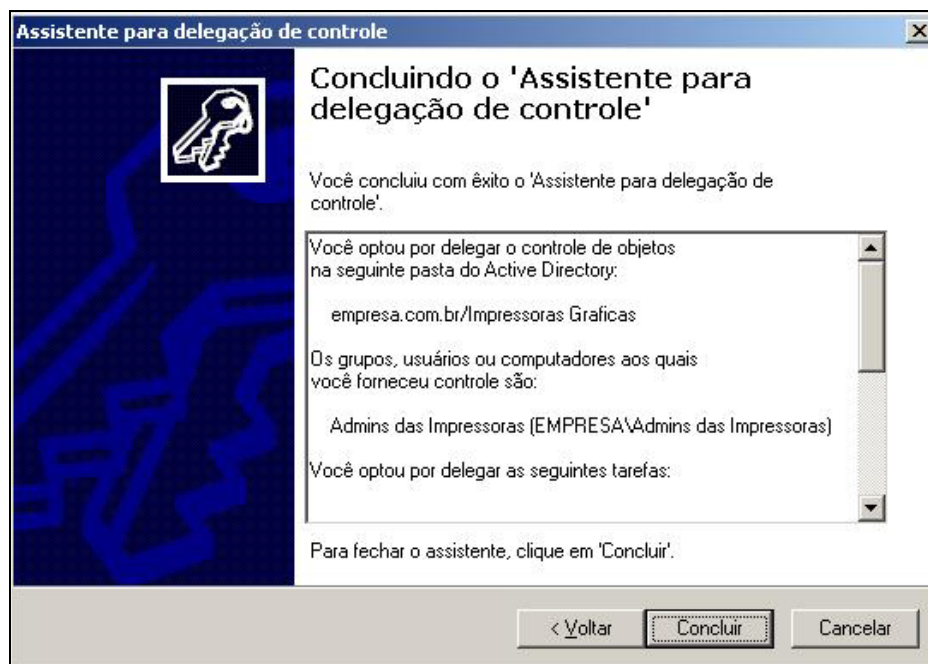 Assistente para delegação de controle
Concluindo o 'Assistente para
delegação de controle'
Você concluiu com êxito o 'Assistente para delegação de
controle'.
Você optou por delegar o controle de objetos
na seguinte pasta do Active Directory:
empresa.com.br/Impressoras Graficas
Os grupos, usuários ou computadores aos quais
você forneceu controle são:
Admins das Impressoras (EMPRESA\Admins das Impressoras)
Você optou por delegar as seguintes tarefas:
Para fechar o assistente, clique em 'Concluir'.
< Voltar Concluir Cancelar